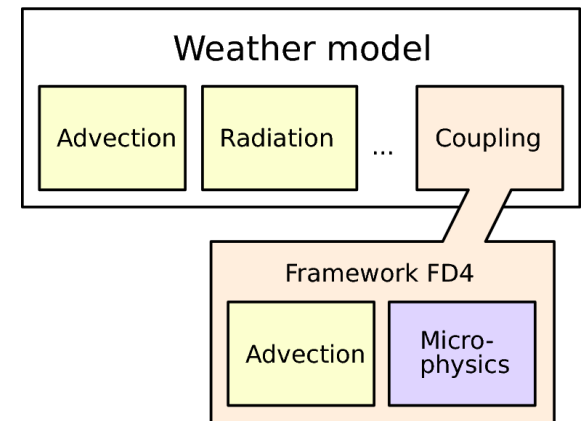 Weather model
Advection
Radiation
...
Coupling
Framework FD4
Advection
Micro-
physics